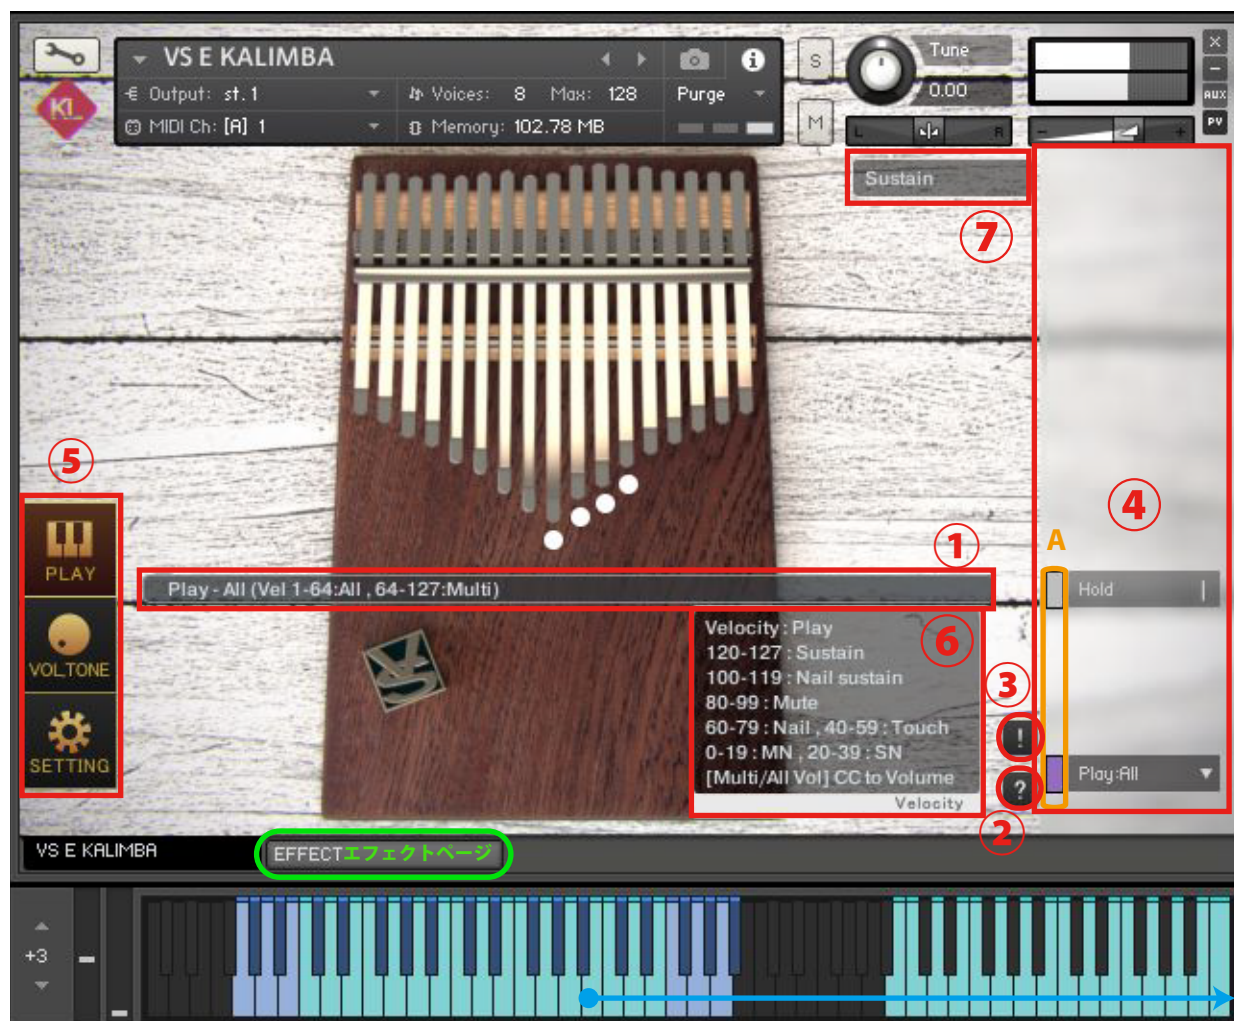 VS E KALIMBA
S
Tune
0.00
X
−
AUX
PV
Output: st.1
Voices: 8 Max: 128
Purge
MIDI Ch: [A] 1
Memory: 102.78 MB
M
L
R
-
+
KL
Sustain
⑦
⑤
④
①
A
PLAY
Play - All (Vel 1-64:All , 64-127:Multi)
Hold
Velocity : Play
120-127 : Sustain
100-119 : Nail sustain
80-99 : Mute
60-79 : Nail , 40-59 : Touch
0-19 : MN , 20-39 : SN
[Multi/All Vol] CC to Volume
Velocity
⑥
③
!
VOL,TONE
VS
SETTING
?
Play:All
②
VS E KALIMBA
EFFECTエフェクトページ
+3